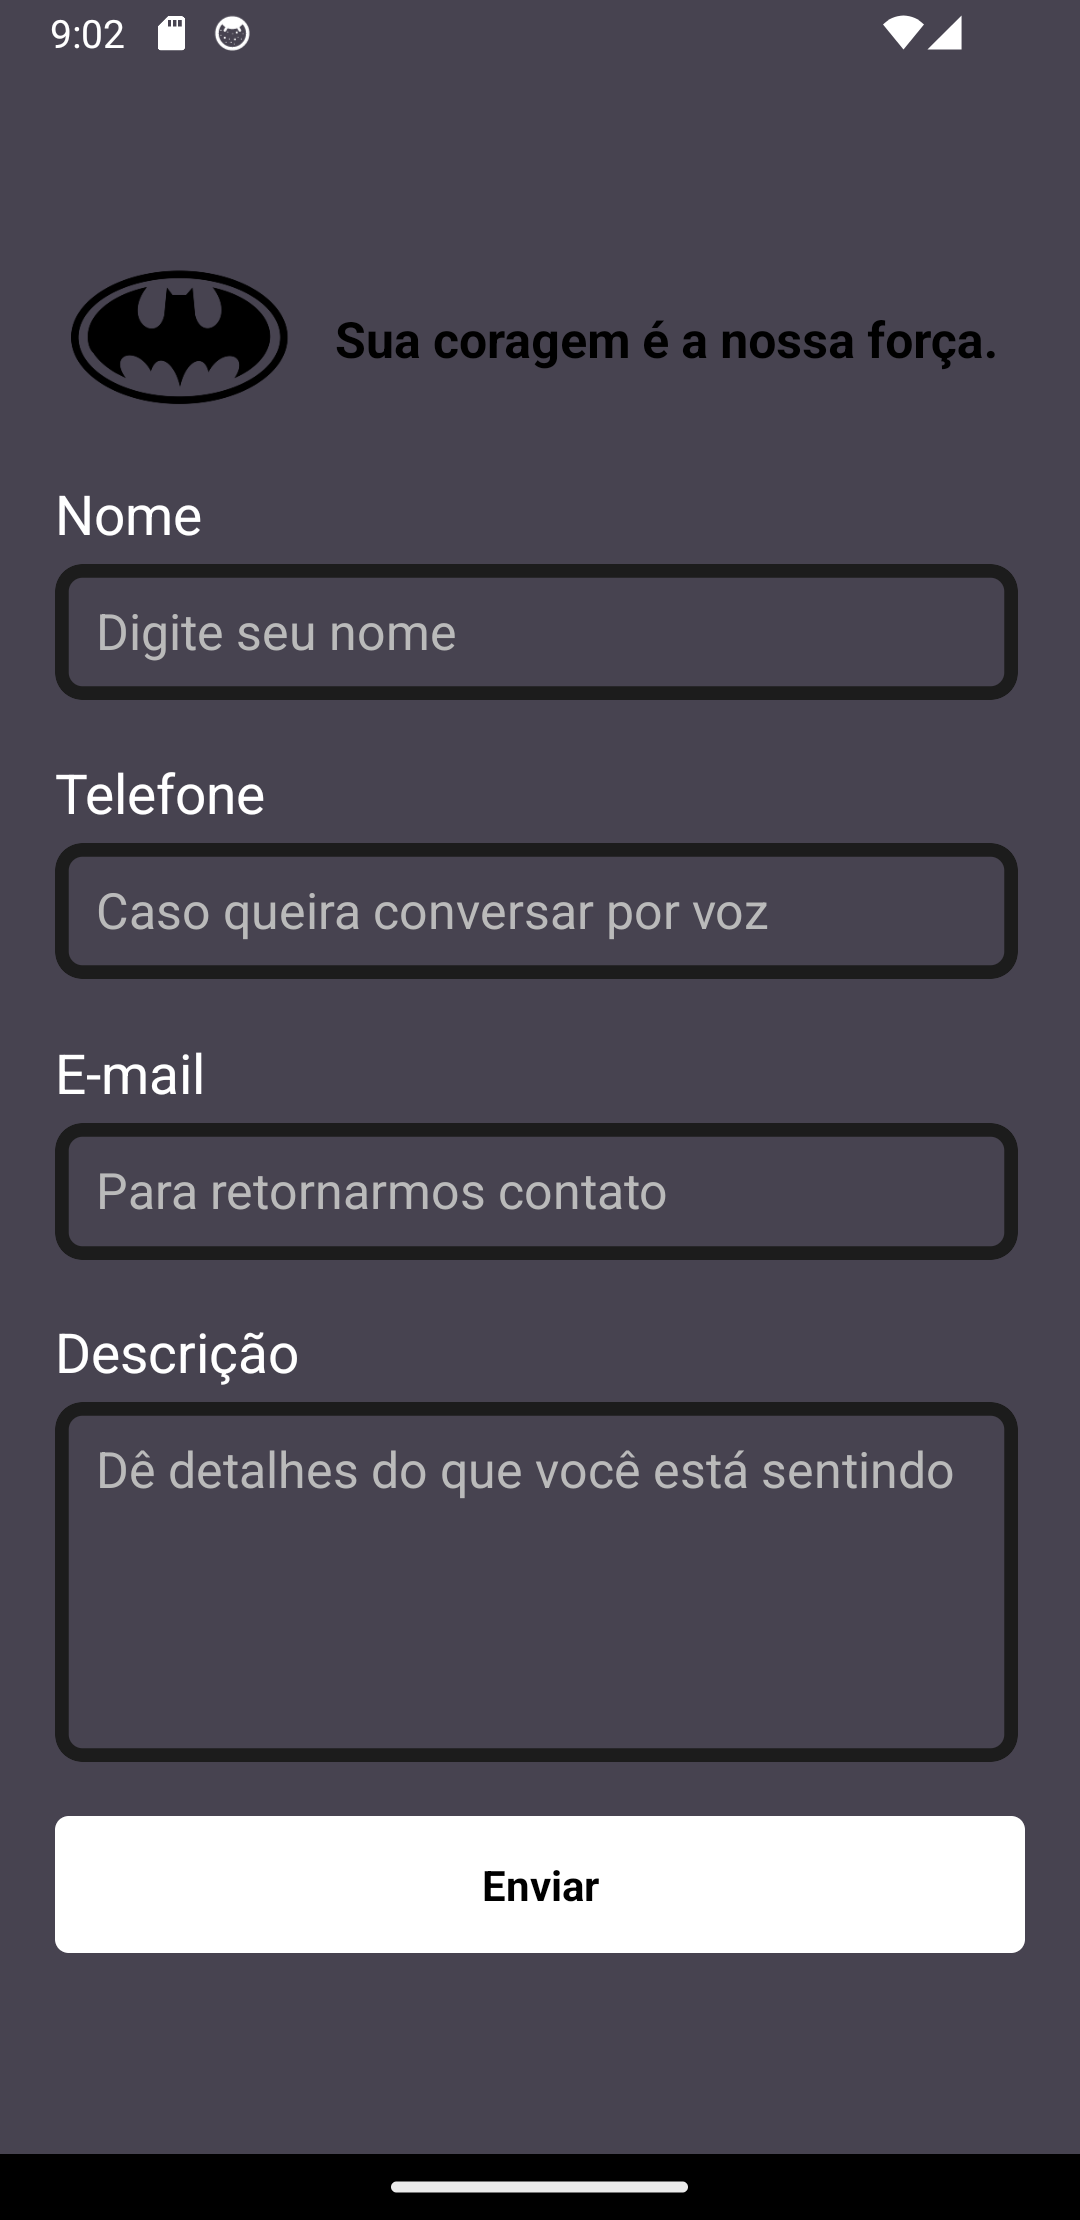 9:02
Sua coragem é a nossa força.
Nome
Digite seu nome
Telefone
Caso queira conversar por voz
E-mail
Para retornarmos contato
Descrição
Dê detalhes do que você está sentindo
Enviar